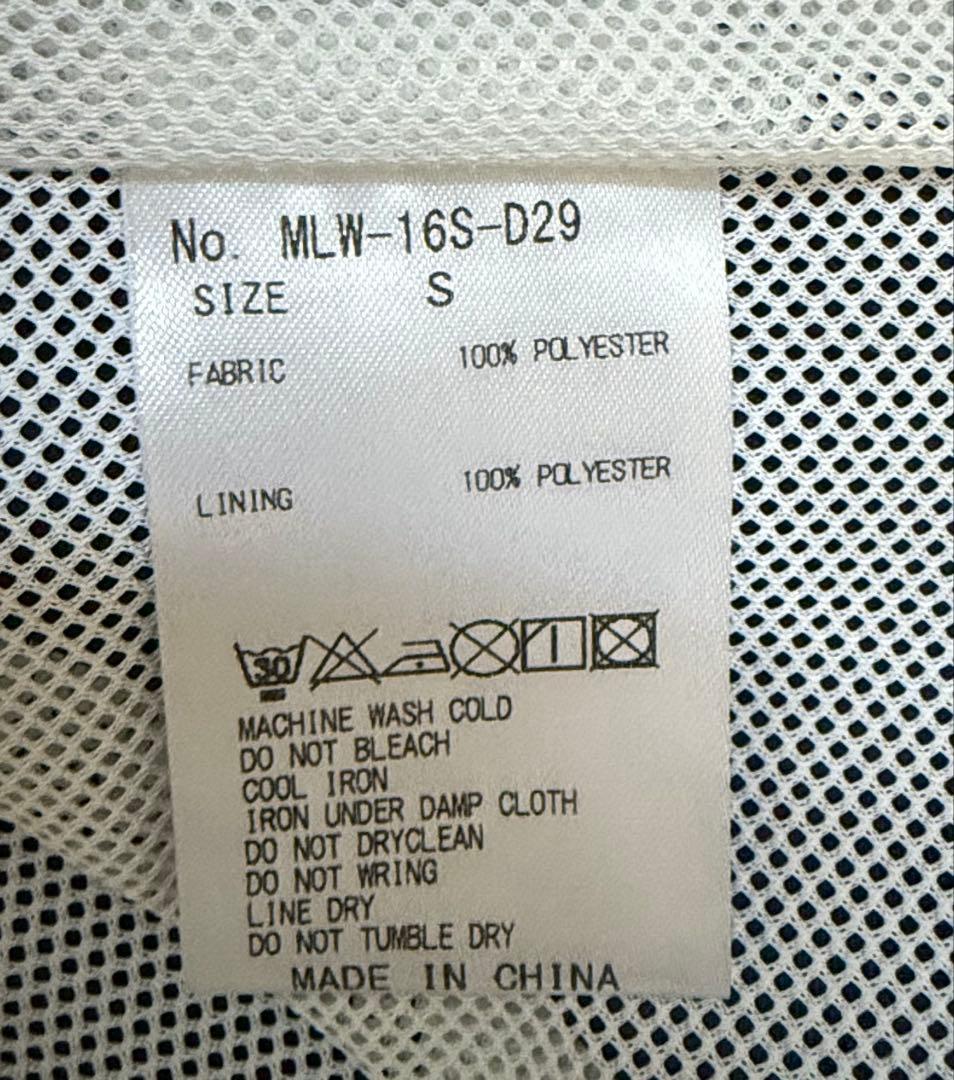 No. MLW-16S-D29
SIZE S
FABRIC 100% POLYESTER
LINING 100% POLYESTER
30
MACHINE WASH COLD
DO NOT BLEACH
COOL IRON
IRON UNDER DAMP CLOTH
DO NOT DRYCLEAN
DO NOT WRING
LINE DRY
DO NOT TUMBLE DRY
MADE IN CHINA